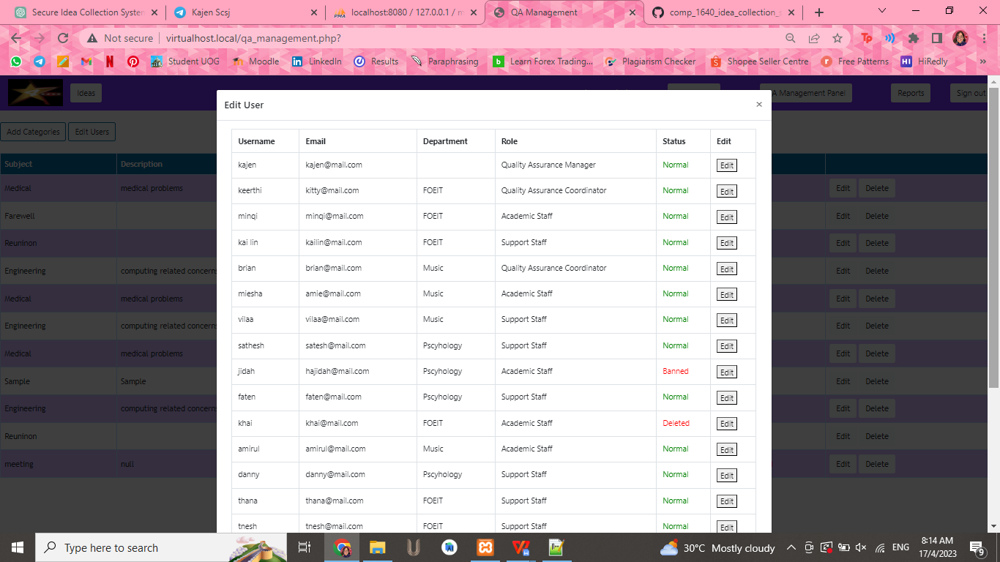 Secure Idea Collection System
Kajen Scsj
localhost:8080 / 127.0.0.1 / m
QA Management
comp_1640_idea_collection_s
Not secure virtualhost.local/qa_management.php?
Student UOG Moodle LinkedIn Results Paraphrasing Learn Forex Trading... Plagiarism Checker Shopee Seller Centre Free Patterns HiRedly »
Ideas
A Management Panel
Reports
Sign out
Add Categories Edit Users
Subject Description
Medical medical problems Edit Delete
Farewell Edit Delete
Reuninon Edit Delete
Engineering computing related concerns Edit Delete
Medical medical problems Edit Delete
Engineering computing related concerns Edit Delete
Medical medical problems Edit Delete
Sample Sample Edit Delete
Engineering computing related concerns Edit Delete
Reuninon Edit Delete
meeting null Edit Delete
Edit User ×
Username Email Department Role Status Edit
kajen kajen@mail.com Quality Assurance Manager Normal Edit
keerthi kitty@mail.com FOEIT Quality Assurance Coordinator Normal Edit
minqi minqi@mail.com FOEIT Academic Staff Normal Edit
kai lin kailin@mail.com FOEIT Support Staff Normal Edit
brian brian@mail.com Music Quality Assurance Coordinator Normal Edit
miesha amie@mail.com Music Academic Staff Normal Edit
vilaa vilaa@mail.com Music Support Staff Normal Edit
sathesh satesh@mail.com Pscyhology Support Staff Normal Edit
jidah hajidah@mail.com Pscyhology Academic Staff Banned Edit
faten faten@mail.com Pscyhology Support Staff Normal Edit
khai khai@mail.com FOEIT Academic Staff Deleted Edit
amirul amirul@mail.com Music Academic Staff Normal Edit
danny danny@mail.com Pscyhology Support Staff Normal Edit
thana thana@mail.com FOEIT Support Staff Normal Edit
tnesh tnesh@mail.com FOEIT Support Staff Normal Edit
Type here to search
30°C Mostly cloudy
ENG
8:14 AM
17/4/2023
9